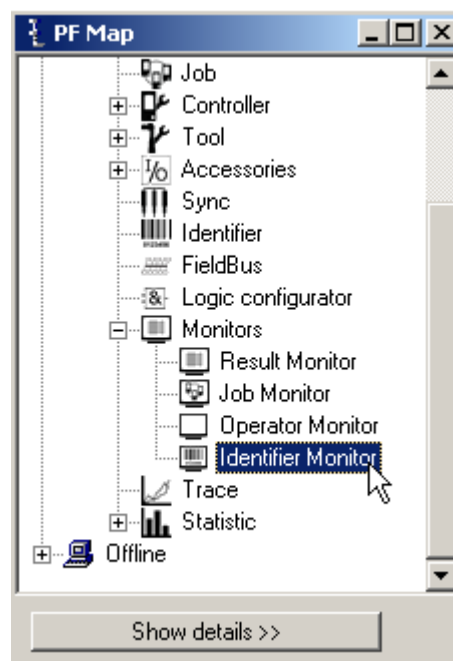 PF Map
Job
Controller
Tool
I/O Accessories
Sync
Identifier
FieldBus
& Logic configurator
Monitors
Result Monitor
Job Monitor
Operator Monitor
Identifier Monitor
Trace
Statistic
Offline
Show details >>